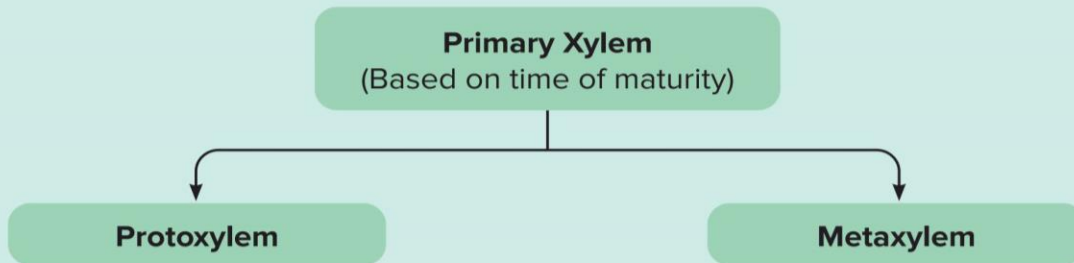 Primary Xylem
(Based on time of maturity)
Protoxylem
Metaxylem